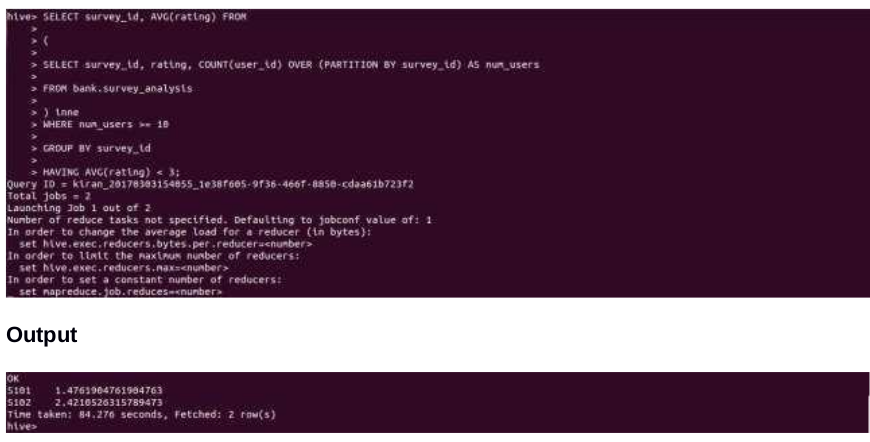 hive> SELECT survey_id, AVG(rating) FROM
>
> (
>
> SELECT survey_id, rating, COUNT(user_id) OVER (PARTITION BY survey_id) AS num_users
>
> FROM bank.survey_analysis
>
> ) inne
> WHERE num_users >= 10
>
> GROUP BY survey_id
>
> HAVING AVG(rating) < 3;
Query ID = kiran_20170303154055_1e38f605-9f36-466f-8850-cdaa61b723f2
Total jobs = 2
Launching Job 1 out of 2
Number of reduce tasks not specified. Defaulting to jobconf value of: 1
In order to change the average load for a reducer (in bytes):
set hive.exec.reducers.bytes.per.reducer=<number>
In order to limit the maximum number of reducers:
set hive.exec.reducers.max=<number>
In order to set a constant number of reducers:
set mapreduce.job.reduces=<number>
Output
OK
S101 1.4761904761904763
S102 2.4210526315789473
Time taken: 84.276 seconds, Fetched: 2 row(s)
hive>